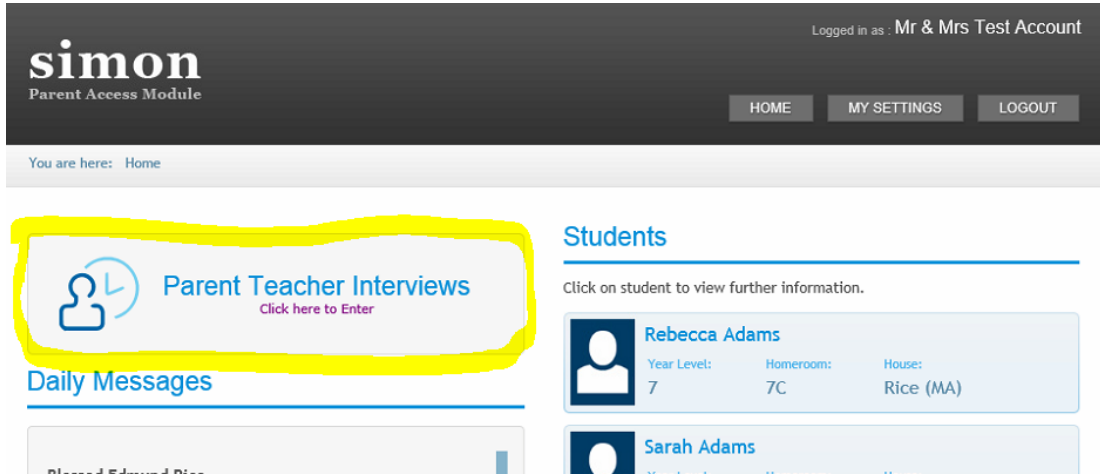 Logged in as : Mr & Mrs Test Account
simon
Parent Access Module
HOME MY SETTINGS LOGOUT
You are here: Home
Parent Teacher Interviews
Click here to Enter
Daily Messages
Students
Click on student to view further information.
Rebecca Adams
Year Level: Homeroom: House:
7 7C Rice (MA)
Sarah Adams